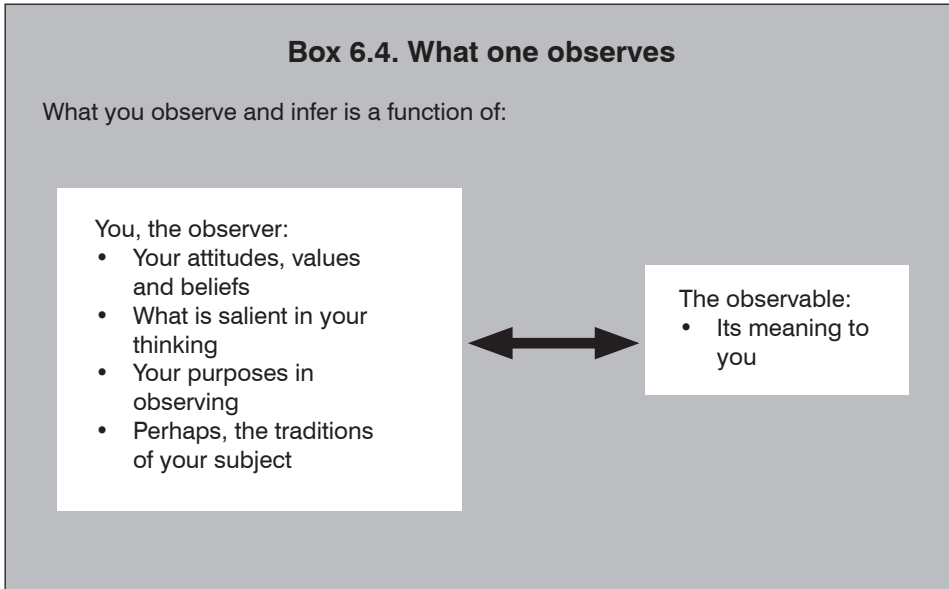 Box 6.4. What one observes
What you observe and infer is a function of:
You, the observer:
• Your attitudes, values
and beliefs
• What is salient in your
thinking
• Your purposes in
observing
• Perhaps, the traditions
of your subject
The observable:
• Its meaning to
you